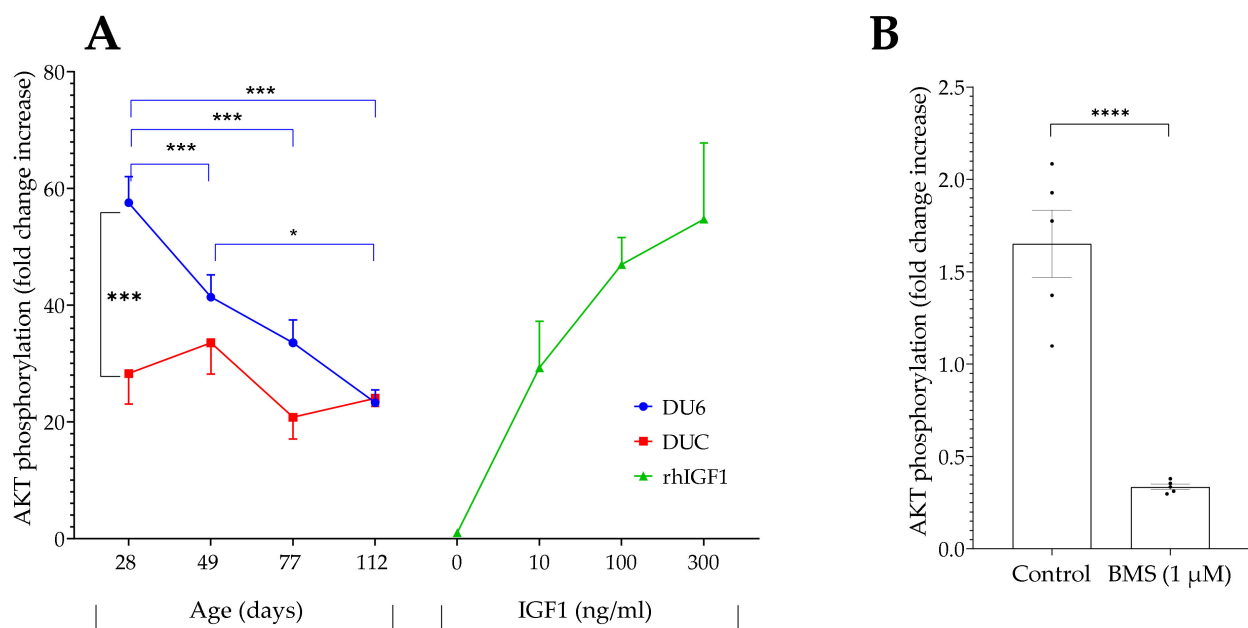 A
AKT phosphorylation (fold change increase)
80
60
40
20
0
***
***
***
*
***
DU6
DUC
rhIGF1
28 49 77 112 0 10 100 300
Age (days) IGF1 (ng/ml)
B
AKT phosphorylation (fold change increase)
2.5
2.0
1.5
1.0
0.5
0.0
****
Control BMS (1 μM)